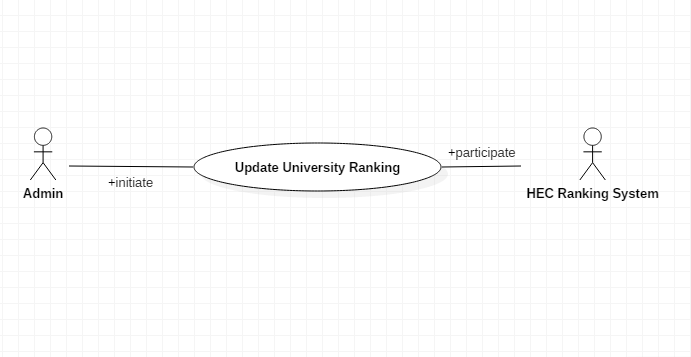 +participate
Update University Ranking
+initiate
Admin
HEC Ranking System